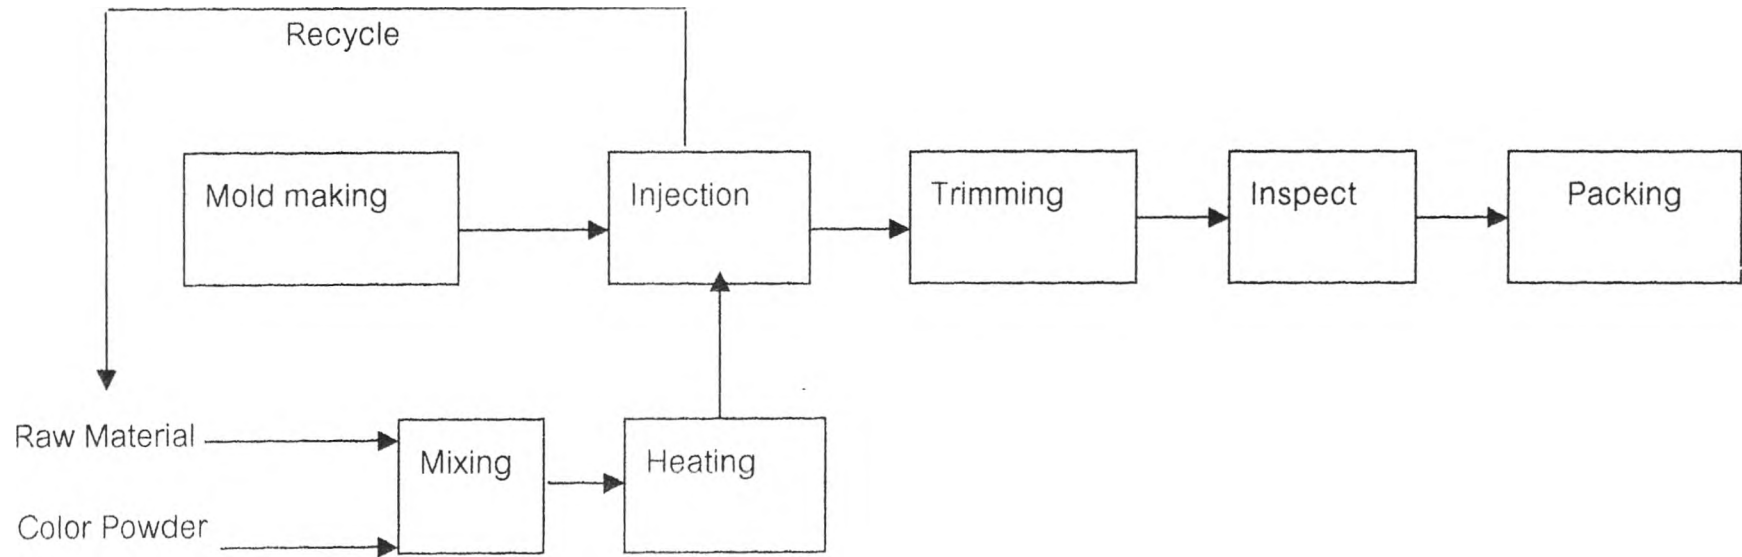 Recycle
Mold making
Injection
Trimming
Inspect
Packing
Raw Material
Mixing
Heating
Color Powder